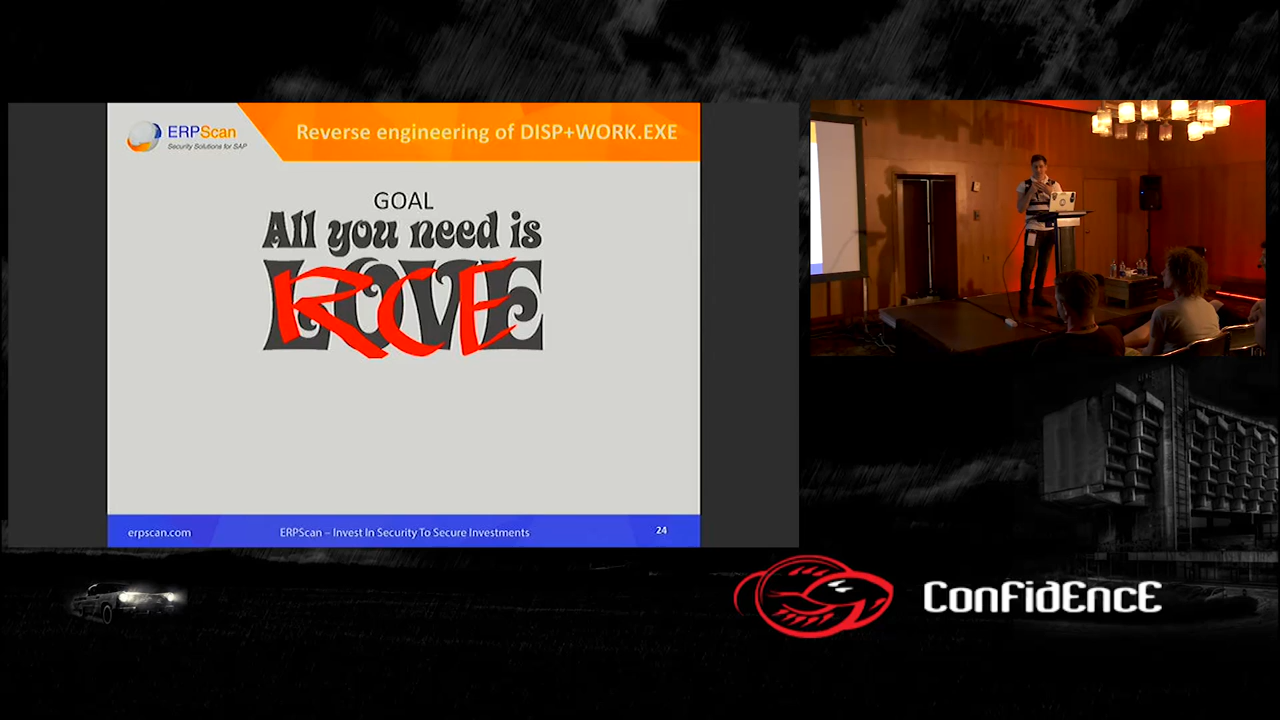 ERPScan
Security Solutions for SAP
Reverse engineering of DISP+WORK.EXE
GOAL
All you need is
LOVE
RCE
erpscan.com
ERPScan – Invest In Security To Secure Investments
24
ConFidEncE